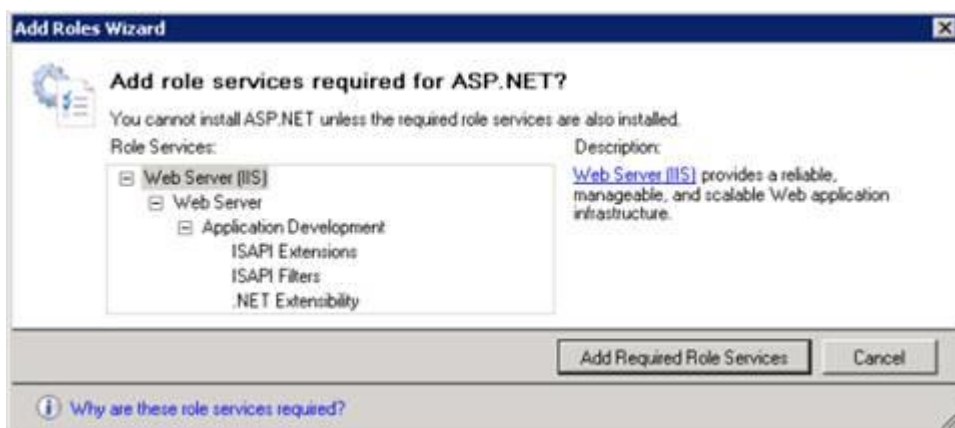 Add Roles Wizard
Add role services required for ASP.NET?
You cannot install ASP.NET unless the required role services are also installed.
Role Services:
Web Server (IIS)
Web Server
Application Development
ISAPI Extensions
ISAPI Filters
.NET Extensibility
Description:
Web Server (IIS) provides a reliable,
manageable, and scalable Web application
infrastructure.
Add Required Role Services
Cancel
Why are these role services required?